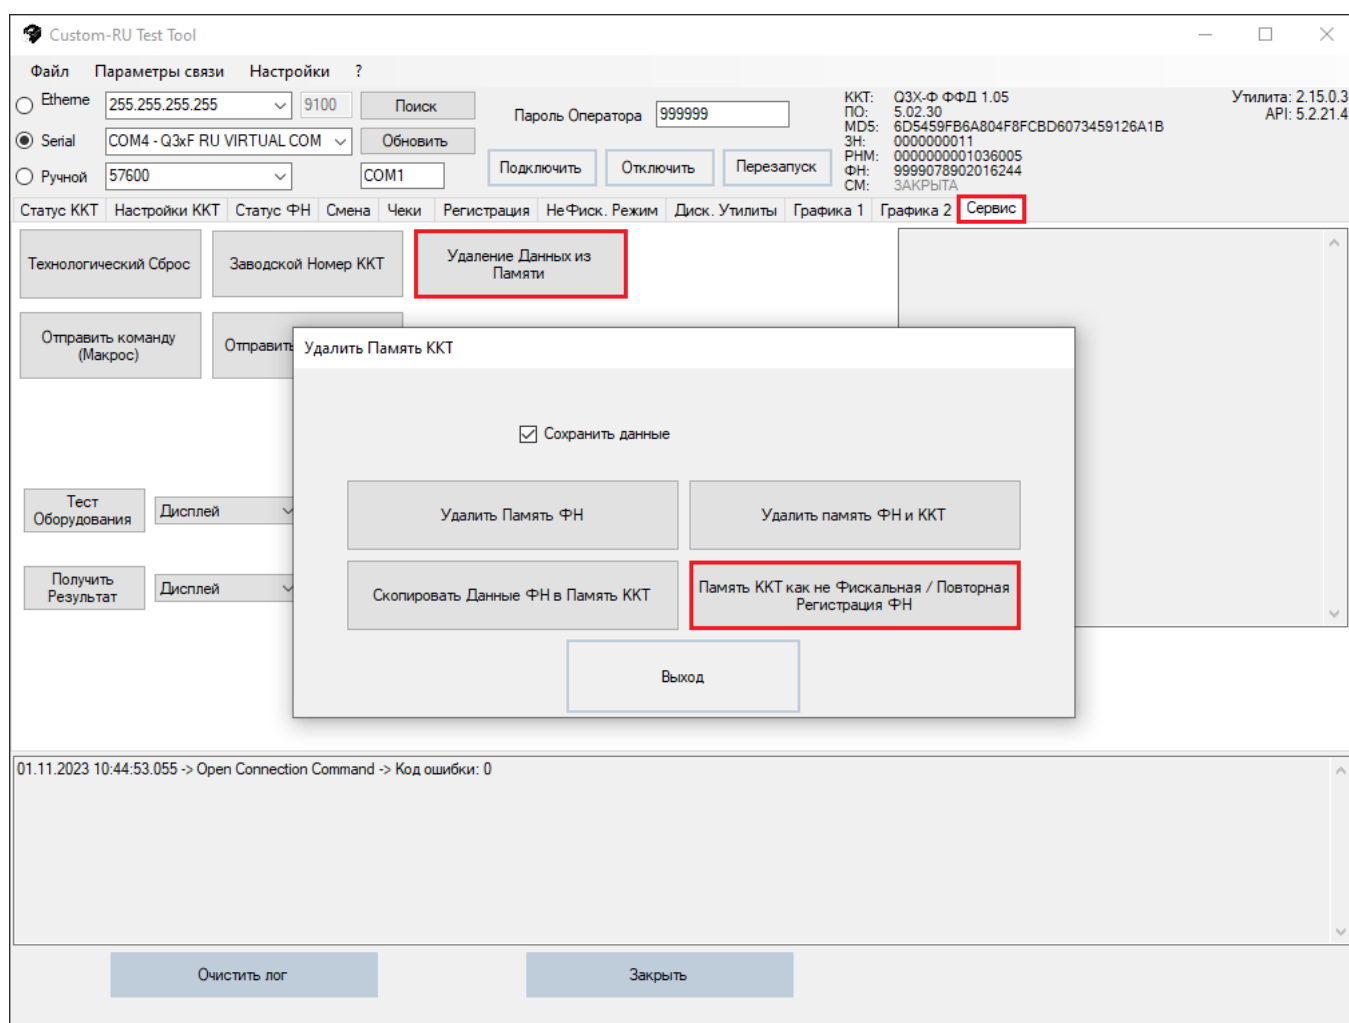 Custom-RU Test Tool
Файл Параметры связи Настройки ?
Etherne 255.255.255.255 9100 Поиск
Serial COM4 - Q3xF RU VIRTUAL COM Обновить
Ручной 57600 COM1
Пароль Оператора 999999
Подключить Отключить Перезапуск
ККТ: Q3X-Ф ФФД 1.05
ПО: 5.02.30
MD5: 6D5459FB6A804F8FCBD6073459126A1B
ЗН: 0000000011
РНМ: 0000000001036005
ФН: 9999078902016244
СМ: ЗАКРЫТА
Утилита: 2.15.0.3
API: 5.2.21.4
Статус ККТ Настройки ККТ Статус ФН Смена Чеки Регистрация НеФиск. Режим Диск. Утилиты Графика 1 Графика 2 Сервис
Технологический Сброс
Заводской Номер ККТ
Удаление Данных из
Памяти
Отправить команду
(Макрос)
Отправить
Удалить Память ККТ
Сохранить данные
Удалить Память ФН
Удалить память ФН и ККТ
Скопировать Данные ФН в Память ККТ
Память ККТ как не Фискальная / Повторная
Регистрация ФН
Выход
Тест
Оборудования
Дисплей
Получить
Результат
Дисплей
01.11.2023 10:44:53.055 -> Open Connection Command -> Код ошибки: 0
Очистить лог
Закрыть